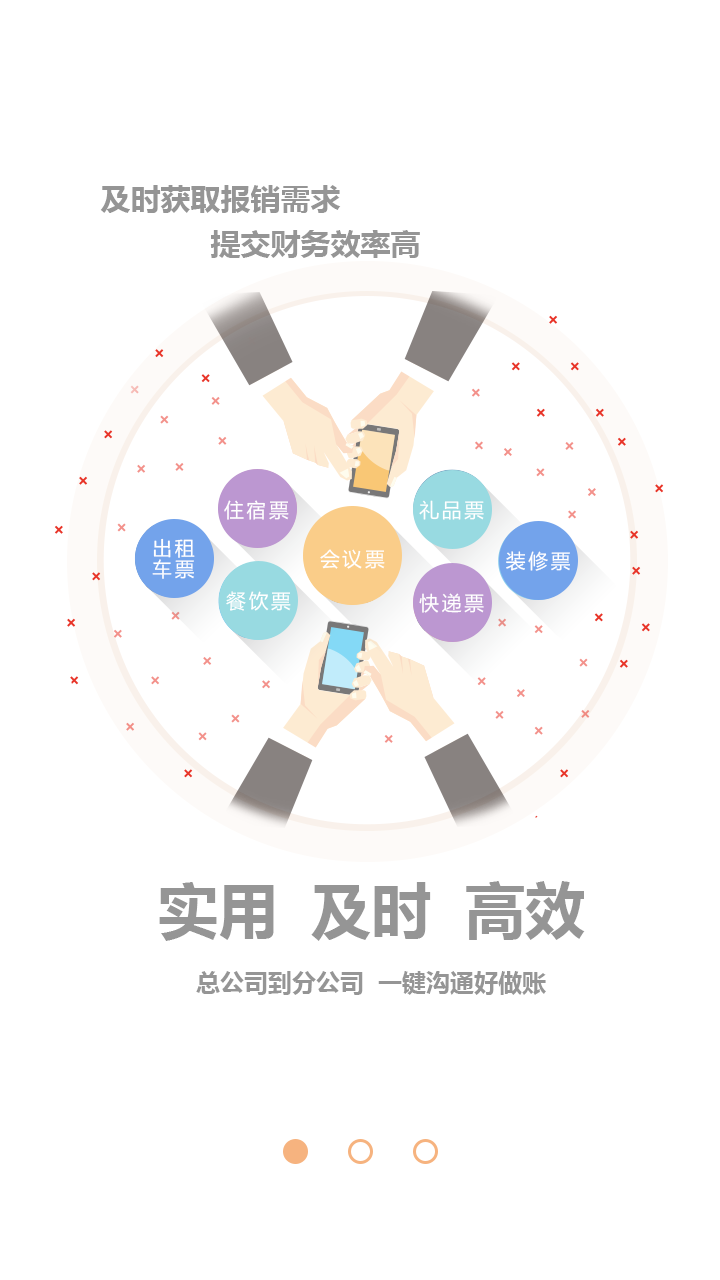 及时获取报销需求
提交财务效率高
住宿票
礼品票
出租
车票
会议票
装修票
餐饮票
快递票
实用 及时 高效
总公司到分公司 一键沟通好做账